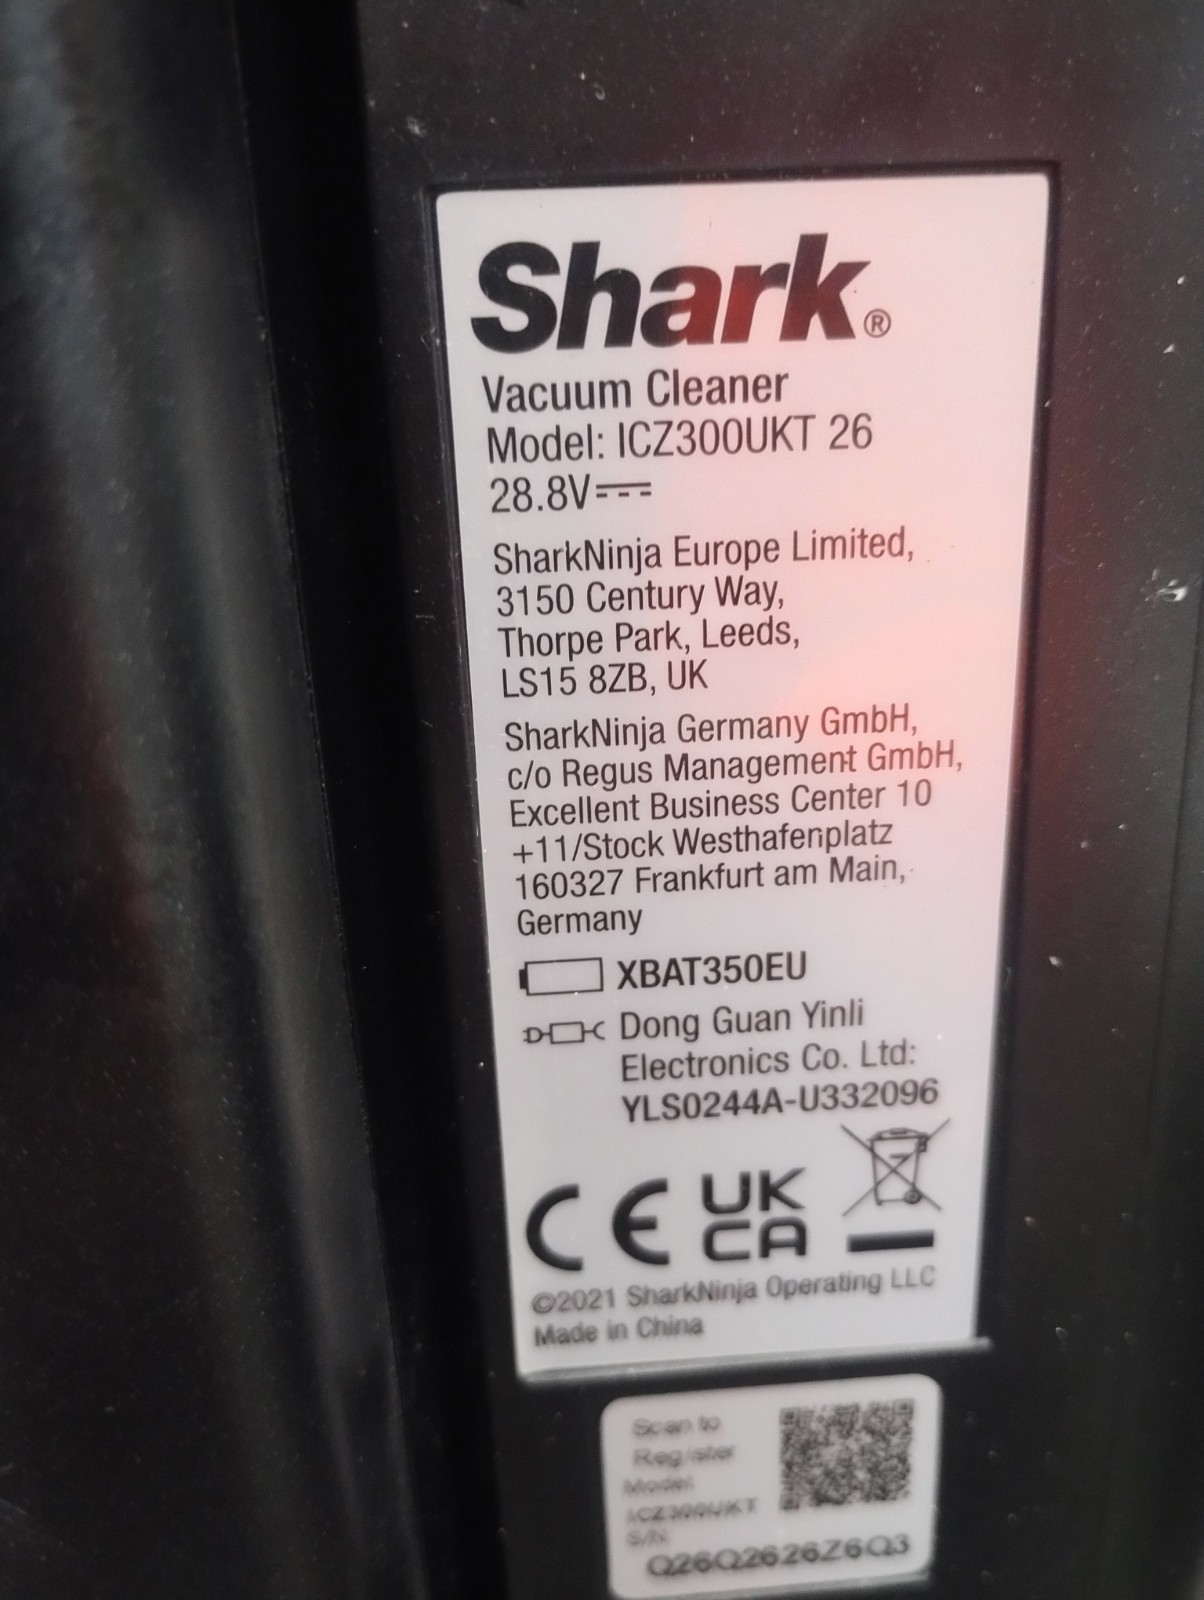 Shark®
Vacuum Cleaner
Model: ICZ300UKT 26
28.8V
SharkNinja Europe Limited,
3150 Century Way,
Thorpe Park, Leeds,
LS15 8ZB, UK
SharkNinja Germany GmbH,
c/o Regus Management GmbH,
Excellent Business Center 10
+11/Stock Westhafenplatz
160327 Frankfurt am Main,
Germany
XBAT350EU
Dong Guan Yinli
Electronics Co. Ltd:
YLS0244A-U332096
CE UK
CA
©2021 SharkNinja Operating LLC
Made in China
Scan to
Register
Model:
ICZ300UKT
S/N:
Q26Q2626Z6Q3